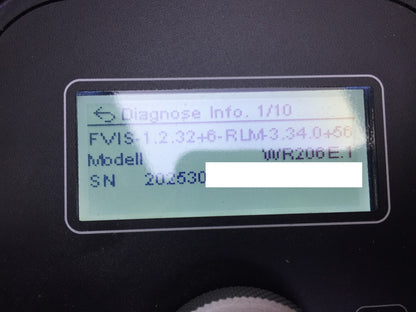 Diagnose Info. 1/10
FVIS-1.2.32+6-RLM-3.34.0+56
Modell WR206E.1
SN 202530